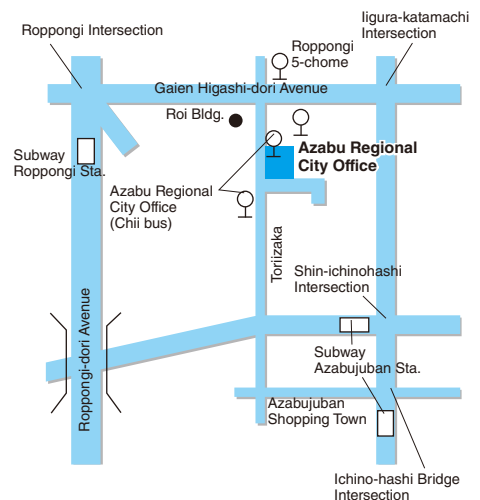 Roppongi Intersection
Iigura-katamachi
Intersection
Roppongi
5-chome
Gaien Higashi-dori Avenue
Roi Bldg.
Azabu Regional
City Office
Subway
Roppongi Sta.
Azabu Regional
City Office
(Chii bus)
Toriizaka
Shin-ichinohashi
Intersection
Roppongi-dori Avenue
Subway
Azabujuban Sta.
Azabujuban
Shopping Town
Ichino-hashi Bridge
Intersection